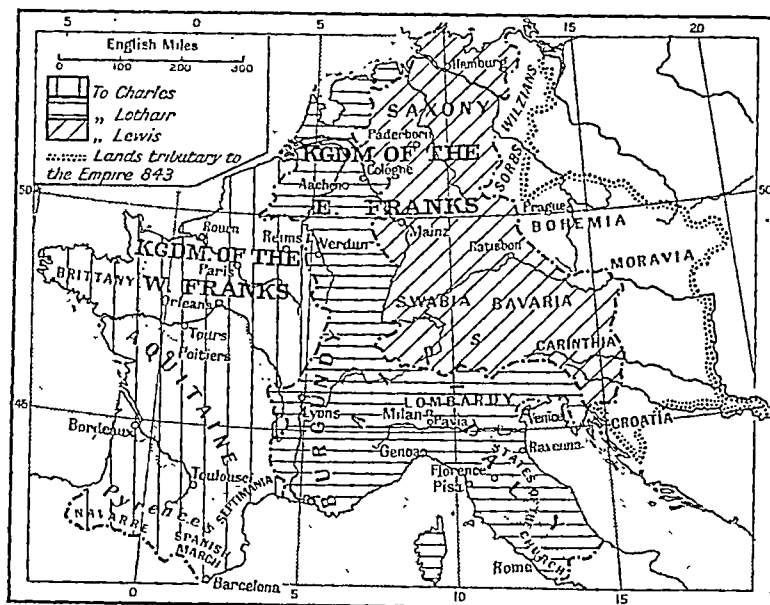 5 0 5 10 15 20
English Miles
0 100 200 300
To Charles
„ Lothair
„ Lewis
Lands tributary to
the Empire 843
50
45
Hamburg
SAXONY
WILZIANS
Paderborn
SORBS
KGDM OF THE
E. FRANKS
Cologne
Aachen
50
Prague
BOHEMIA
MORAVIA
Mainz
Ratisbon
Rouen
Reims
Verdun
KGDM OF THE
W. FRANKS
Paris
BRITTANY
Orleans
Tours
Poitiers
SWABIA
BAVARIA
CARINTHIA
AQUITAINE
BURGUNDY
Lyons
LOMBARDY
Milan
Pavia
Venice
CROATIA
Bordeaux
Genoa
Ravenna
Toulouse
SEPTIMANIA
Florence
Pisa
STATES OF THE CHURCH
Pyrenees
NAVARRE
SPANISH
MARCH
Barcelona
Rome
0 5 10 15